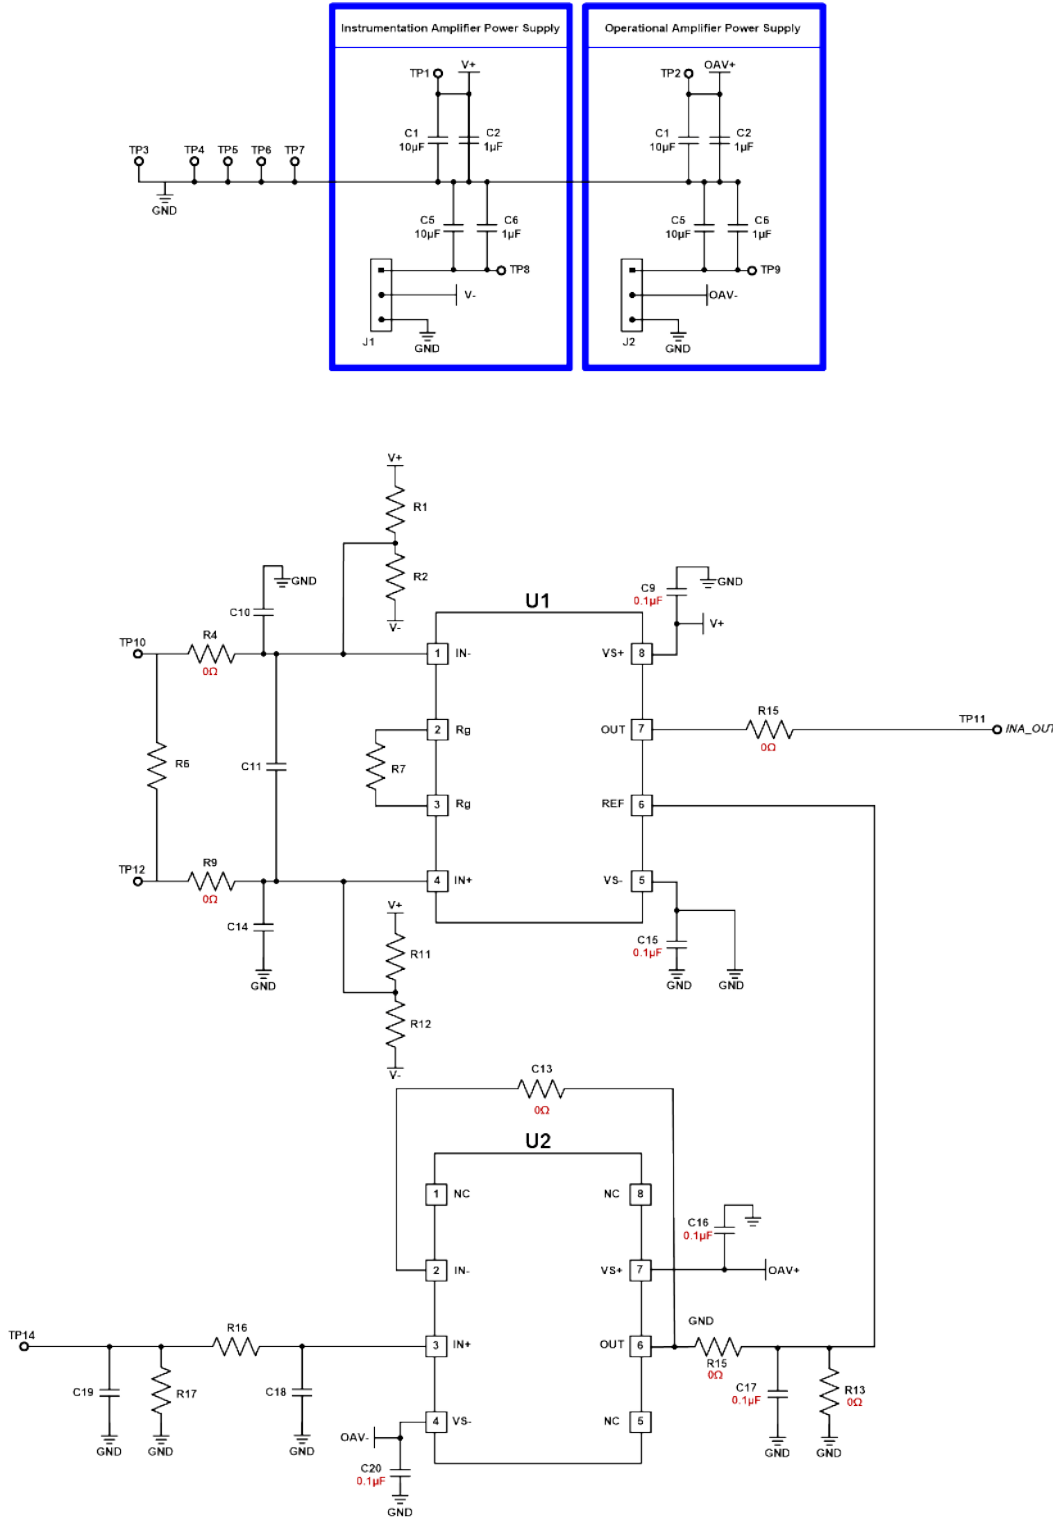 Instrumentation Amplifier Power Supply
Operational Amplifier Power Supply
TP1
V+
TP2
OAV+
C1
10µF
C2
1µF
C1
10µF
C2
1µF
TP3
TP4
TP5
TP6
TP7
GND
C5
10µF
C6
1µF
C5
10µF
C6
1µF
TP8
TP9
V-
OAV-
J1
GND
J2
GND
V+
R1
R2
V-
GND
C10
U1
C9
0.1µF
GND
V+
TP10
R4
0Ω
1
IN-
VS+
8
R6
C11
R7
2
Rg
OUT
7
R15
0Ω
TP11
INA_OUT
3
Rg
REF
6
TP12
R9
0Ω
4
IN+
VS-
5
C14
GND
V+
R11
R12
V-
C15
0.1µF
GND
GND
C13
0Ω
U2
1
NC
NC
8
C16
0.1µF
2
IN-
VS+
7
OAV+
TP14
R16
3
IN+
OUT
6
GND
R15
0Ω
C19
R17
C18
C17
0.1µF
R13
0Ω
GND
GND
GND
OAV-
4
VS-
NC
5
GND
GND
C20
0.1µF
GND